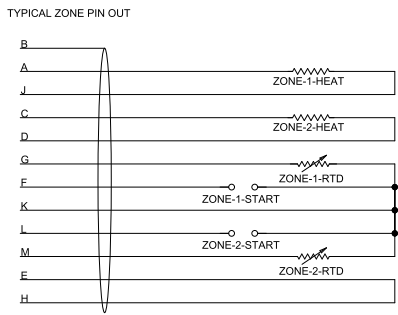 TYPICAL ZONE PIN OUT
B
A
ZONE-1-HEAT
J
C
ZONE-2-HEAT
D
G
ZONE-1-RTD
F
ZONE-1-START
K
L
ZONE-2-START
M
ZONE-2-RTD
E
H